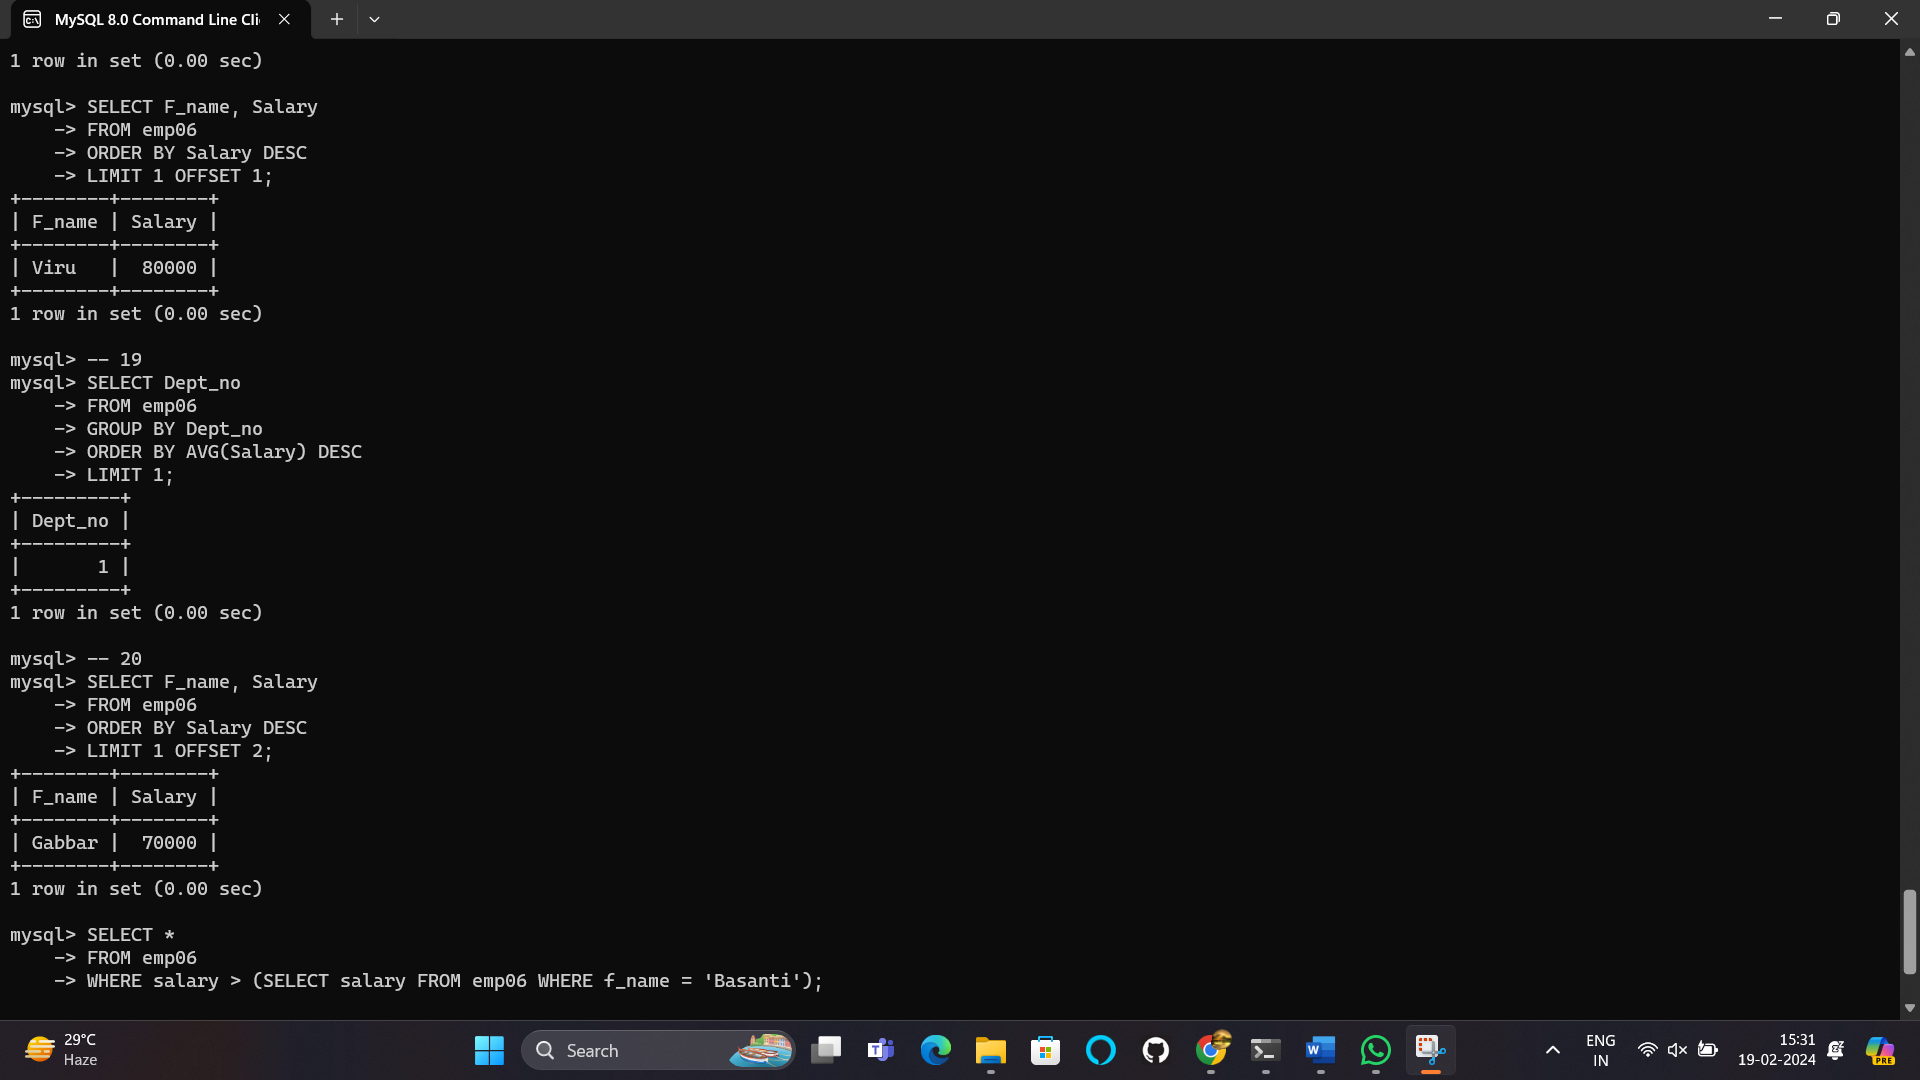 MySQL 8.0 Command Line Cli
1 row in set (0.00 sec)

mysql> SELECT F_name, Salary
    -> FROM emp06
    -> ORDER BY Salary DESC
    -> LIMIT 1 OFFSET 1;
+--------+--------+
| F_name | Salary |
+--------+--------+
| Viru   |  80000 |
+--------+--------+
1 row in set (0.00 sec)

mysql> -- 19
mysql> SELECT Dept_no
    -> FROM emp06
    -> GROUP BY Dept_no
    -> ORDER BY AVG(Salary) DESC
    -> LIMIT 1;
+---------+
| Dept_no |
+---------+
|       1 |
+---------+
1 row in set (0.00 sec)

mysql> -- 20
mysql> SELECT F_name, Salary
    -> FROM emp06
    -> ORDER BY Salary DESC
    -> LIMIT 1 OFFSET 2;
+--------+--------+
| F_name | Salary |
+--------+--------+
| Gabbar |  70000 |
+--------+--------+
1 row in set (0.00 sec)

mysql> SELECT *
    -> FROM emp06
    -> WHERE salary > (SELECT salary FROM emp06 WHERE f_name = 'Basanti');
29°C
Haze
Search
ENG
IN
15:31
19-02-2024
PRE